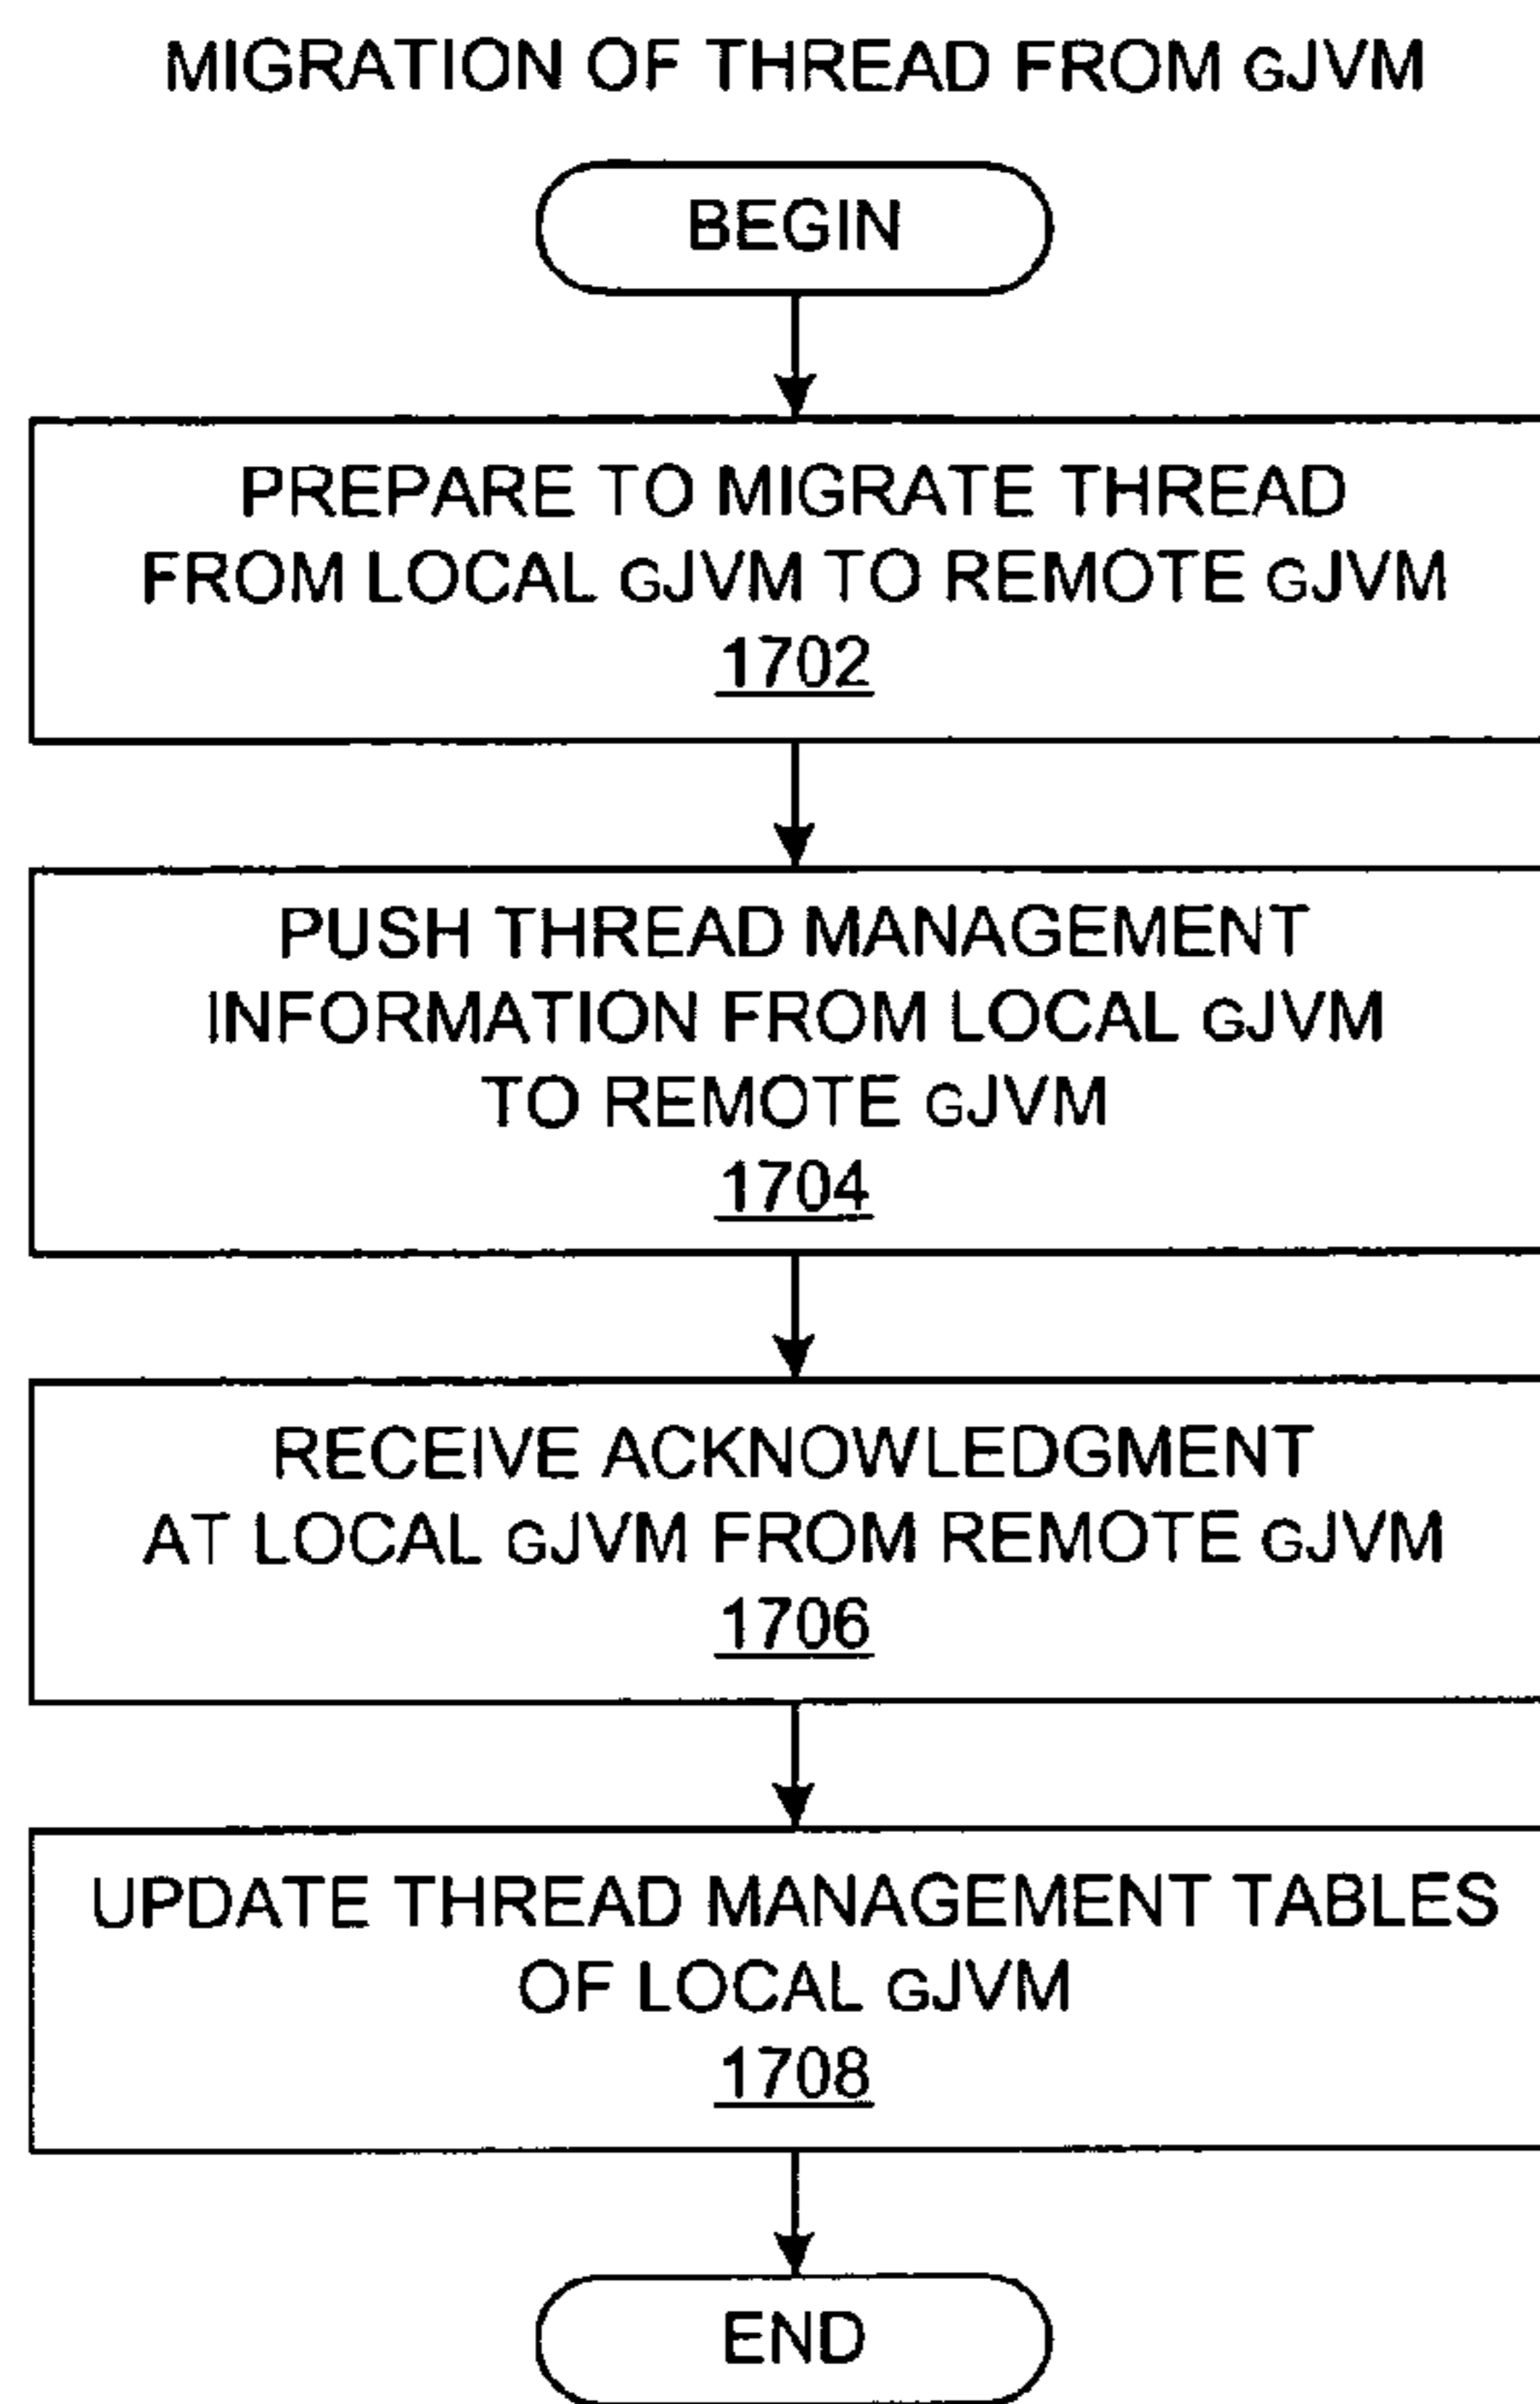 MIGRATION OF THREAD FROM GJVM
BEGIN
PREPARE TO MIGRATE THREAD
FROM LOCAL GJVM TO REMOTE GJVM
1702
PUSH THREAD MANAGEMENT
INFORMATION FROM LOCAL GJVM
TO REMOTE GJVM
1704
RECEIVE ACKNOWLEDGMENT
AT LOCAL GJVM FROM REMOTE GJVM
1706
UPDATE THREAD MANAGEMENT TABLES
OF LOCAL GJVM
1708
END